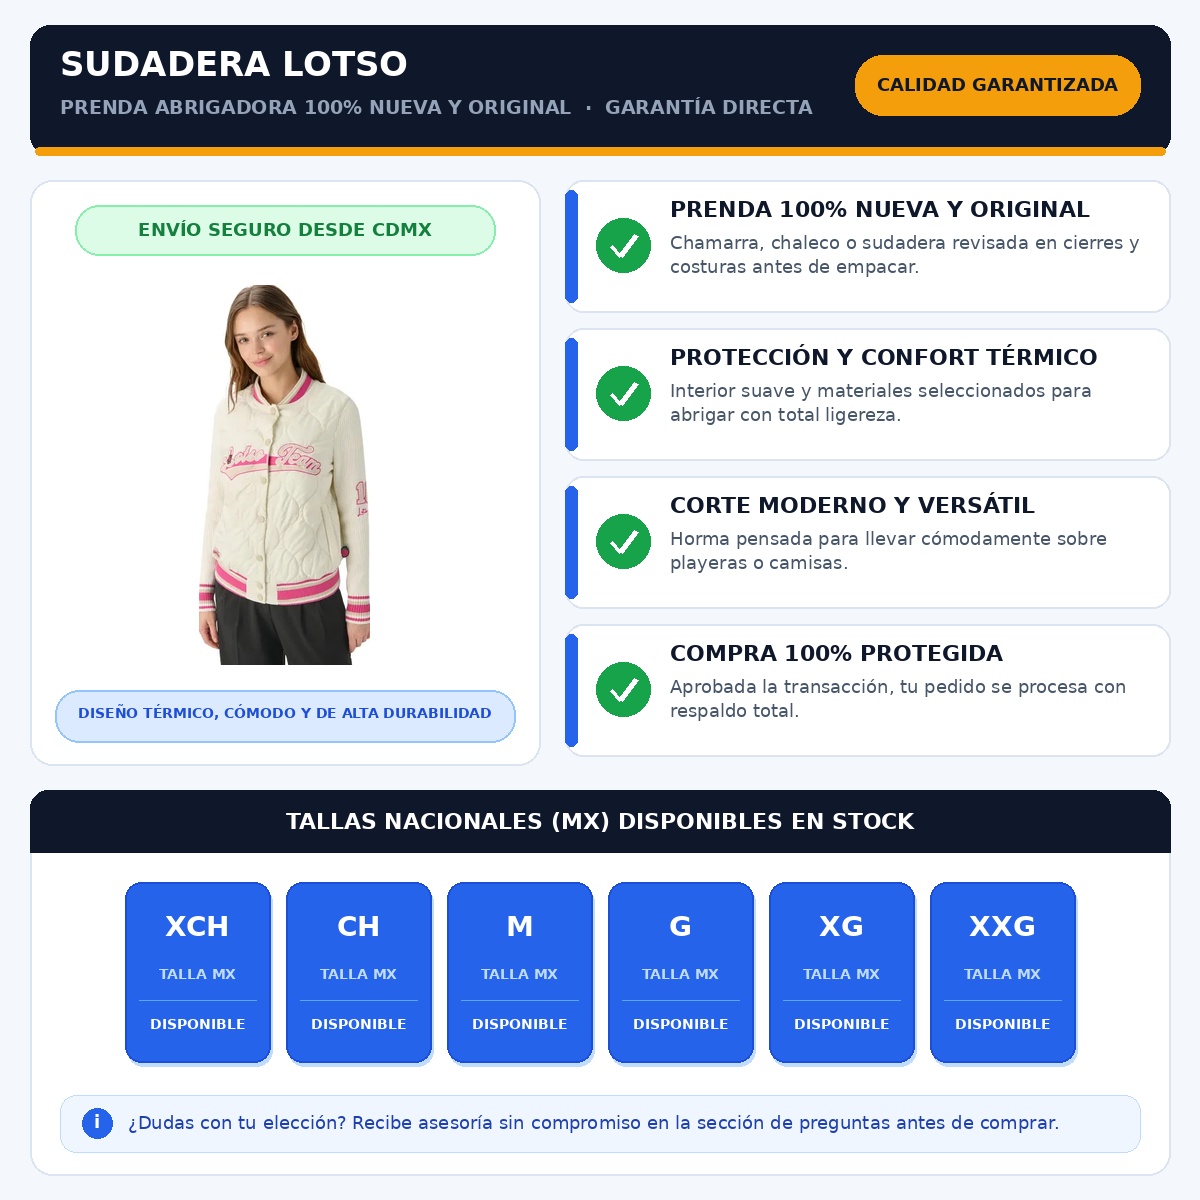 SUDADERA LOTSO
PRENDA ABRIGADORA 100% NUEVA Y ORIGINAL · GARANTÍA DIRECTA
CALIDAD GARANTIZADA
ENVÍO SEGURO DESDE CDMX
Lotso Team
DISEÑO TÉRMICO, CÓMODO Y DE ALTA DURABILIDAD
PRENDA 100% NUEVA Y ORIGINAL
Chamarra, chaleco o sudadera revisada en cierres y
costuras antes de empacar.
PROTECCIÓN Y CONFORT TÉRMICO
Interior suave y materiales seleccionados para
abrigar con total ligereza.
CORTE MODERNO Y VERSÁTIL
Horma pensada para llevar cómodamente sobre
playeras o camisas.
COMPRA 100% PROTEGIDA
Aprobada la transacción, tu pedido se procesa con
respaldo total.
TALLAS NACIONALES (MX) DISPONIBLES EN STOCK
XCH
TALLA MX
DISPONIBLE
CH
TALLA MX
DISPONIBLE
M
TALLA MX
DISPONIBLE
G
TALLA MX
DISPONIBLE
XG
TALLA MX
DISPONIBLE
XXG
TALLA MX
DISPONIBLE
i
¿Dudas con tu elección? Recibe asesoría sin compromiso en la sección de preguntas antes de comprar.